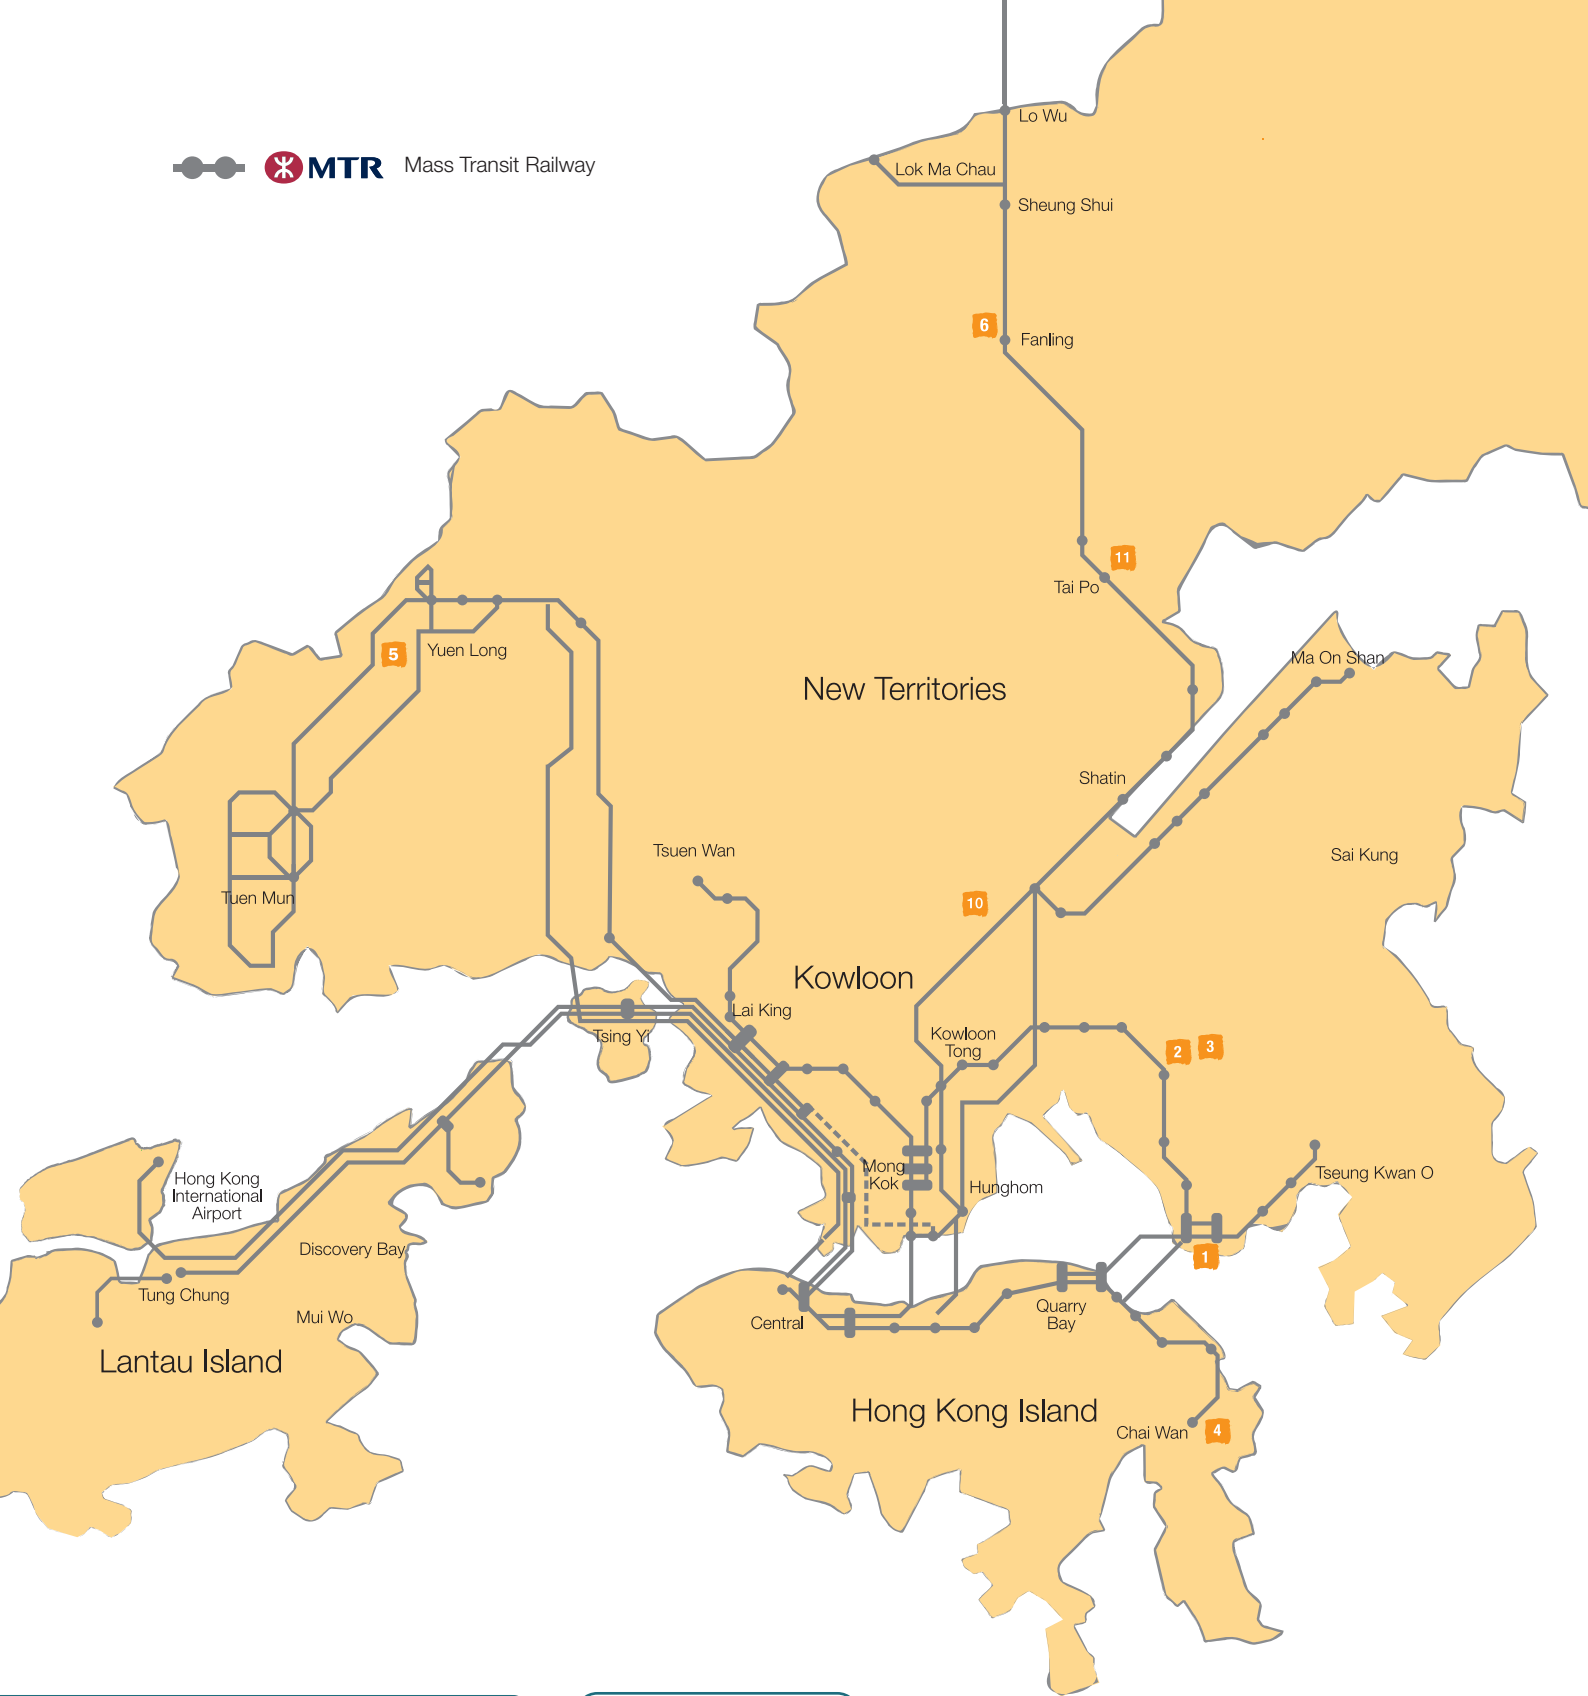 Lo Wu
MTR Mass Transit Railway
Lok Ma Chau
Sheung Shui
6
Fanling
11
Tai Po
5
Yuen Long
Ma On Shan
New Territories
Shatin
Tsuen Wan
Sai Kung
Tuen Mun
10
Kowloon
Lai King
Tsing Yi
Kowloon
Tong
2
3
Mong
Kok
Hunghom
Tseung Kwan O
Hong Kong
International
Airport
Discovery Bay
1
Tung Chung
Mui Wo
Central
Quarry
Bay
Lantau Island
Hong Kong Island
Chai Wan
4